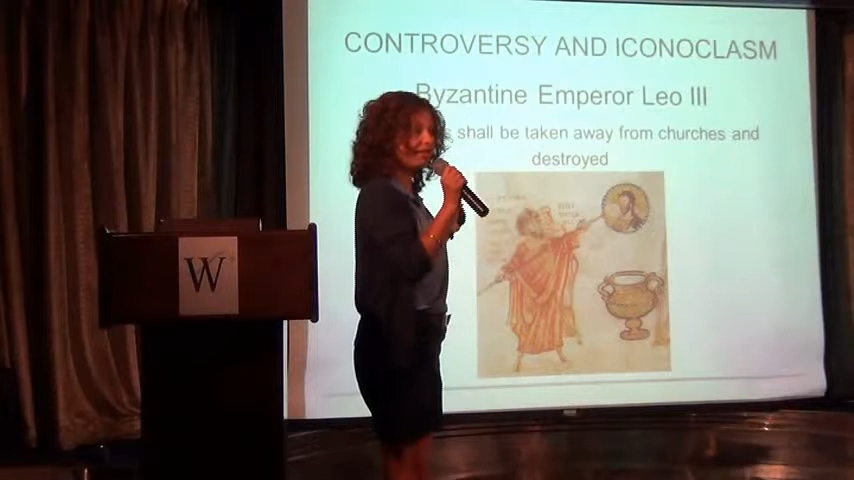 CONTROVERSY AND ICONOCLASM
Byzantine Emperor Leo III
shall be taken away from churches and
destroyed
W